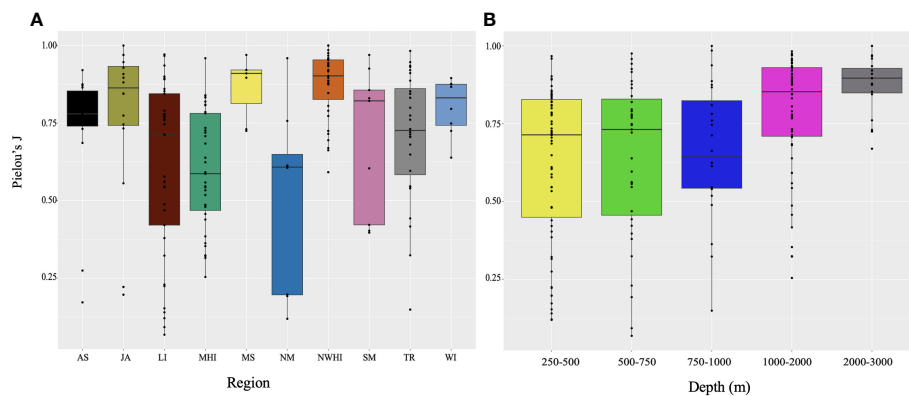 A
Pielou's J
1.00
0.75
0.50
0.25
AS JA LI MHI MS NM NWHI SM TR WI
Region
B
1.00
0.75
0.50
0.25
250-500 500-750 750-1000 1000-2000 2000-3000
Depth (m)